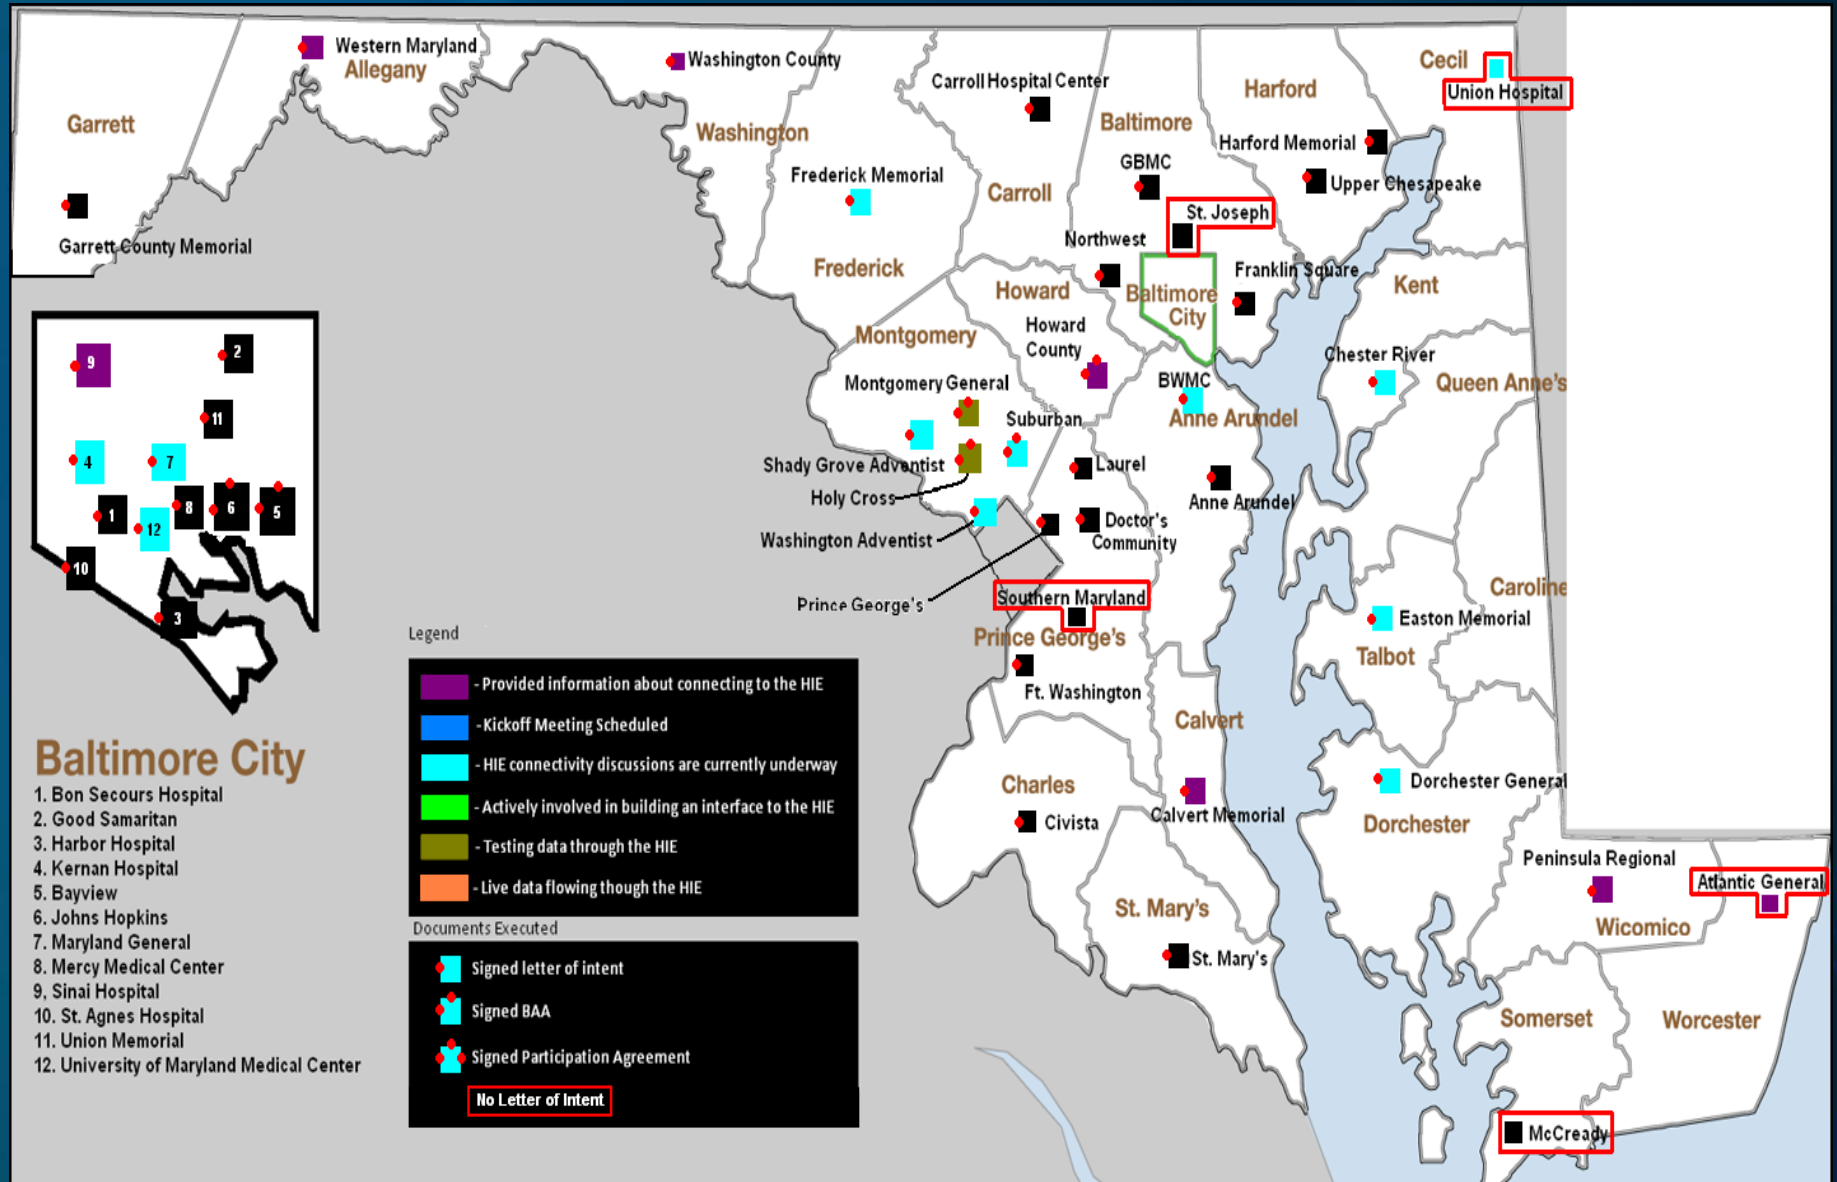 Western Maryland
Allegany
Washington County
Garrett
Garrett County Memorial
Washington
Frederick Memorial
Frederick
Carroll Hospital Center
Carroll
Baltimore
GBMC
St. Joseph
Northwest
Harford
Harford Memorial
Upper Chesapeake
Cecil
Union Hospital
Franklin Square
Baltimore
City
Kent
Howard
Howard
County
Montgomery
Montgomery General
Suburban
Shady Grove Adventist
Holy Cross
Washington Adventist
Prince George's
BWMC
Anne Arundel
Laurel
Anne Arundel
Doctor's
Community
Chester River
Queen Anne's
Southern Maryland
Prince George's
Ft. Washington
Caroline
Easton Memorial
Talbot
Calvert
Calvert Memorial
Charles
Civista
Dorchester General
Dorchester
St. Mary's
St. Mary's
Peninsula Regional
Wicomico
Atlantic General
Somerset
Worcester
McCready
9
2
11
4
7
1
12
8
6
5
10
3
Baltimore City
1. Bon Secours Hospital
2. Good Samaritan
3. Harbor Hospital
4. Kernan Hospital
5. Bayview
6. Johns Hopkins
7. Maryland General
8. Mercy Medical Center
9, Sinai Hospital
10. St. Agnes Hospital
11. Union Memorial
12. University of Maryland Medical Center
Legend
- Provided information about connecting to the HIE
- Kickoff Meeting Scheduled
- HIE connectivity discussions are currently underway
- Actively involved in building an interface to the HIE
- Testing data through the HIE
- Live data flowing though the HIE
Documents Executed
Signed letter of intent
Signed BAA
Signed Participation Agreement
No Letter of Intent